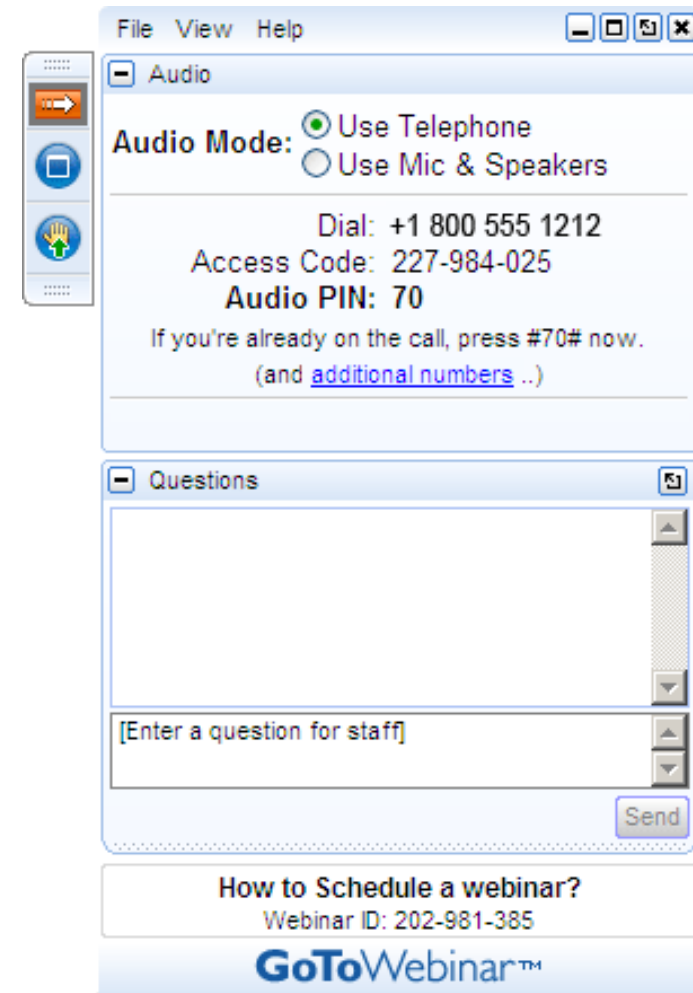 File View Help
Audio
Audio Mode: Use Telephone
Use Mic & Speakers
Dial: +1 800 555 1212
Access Code: 227-984-025
Audio PIN: 70
If you're already on the call, press #70# now.
(and additional numbers ..)
Questions
[Enter a question for staff]
Send
How to Schedule a webinar?
Webinar ID: 202-981-385
GoToWebinar™